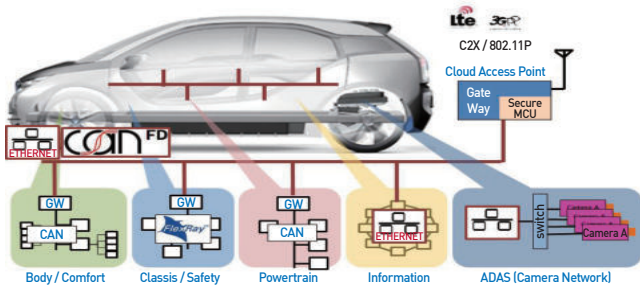 Lte 3GPP
C2X / 802.11P
Cloud Access Point
Gate
Way
Secure
MCU
ETHERNET
CAN FD
GW
GW
GW
CAN
FlexRay
CAN
ETHERNET
switch
Camera A
Camera A
Body / Comfort
Classis / Safety
Powertrain
Information
ADAS (Camera Network)